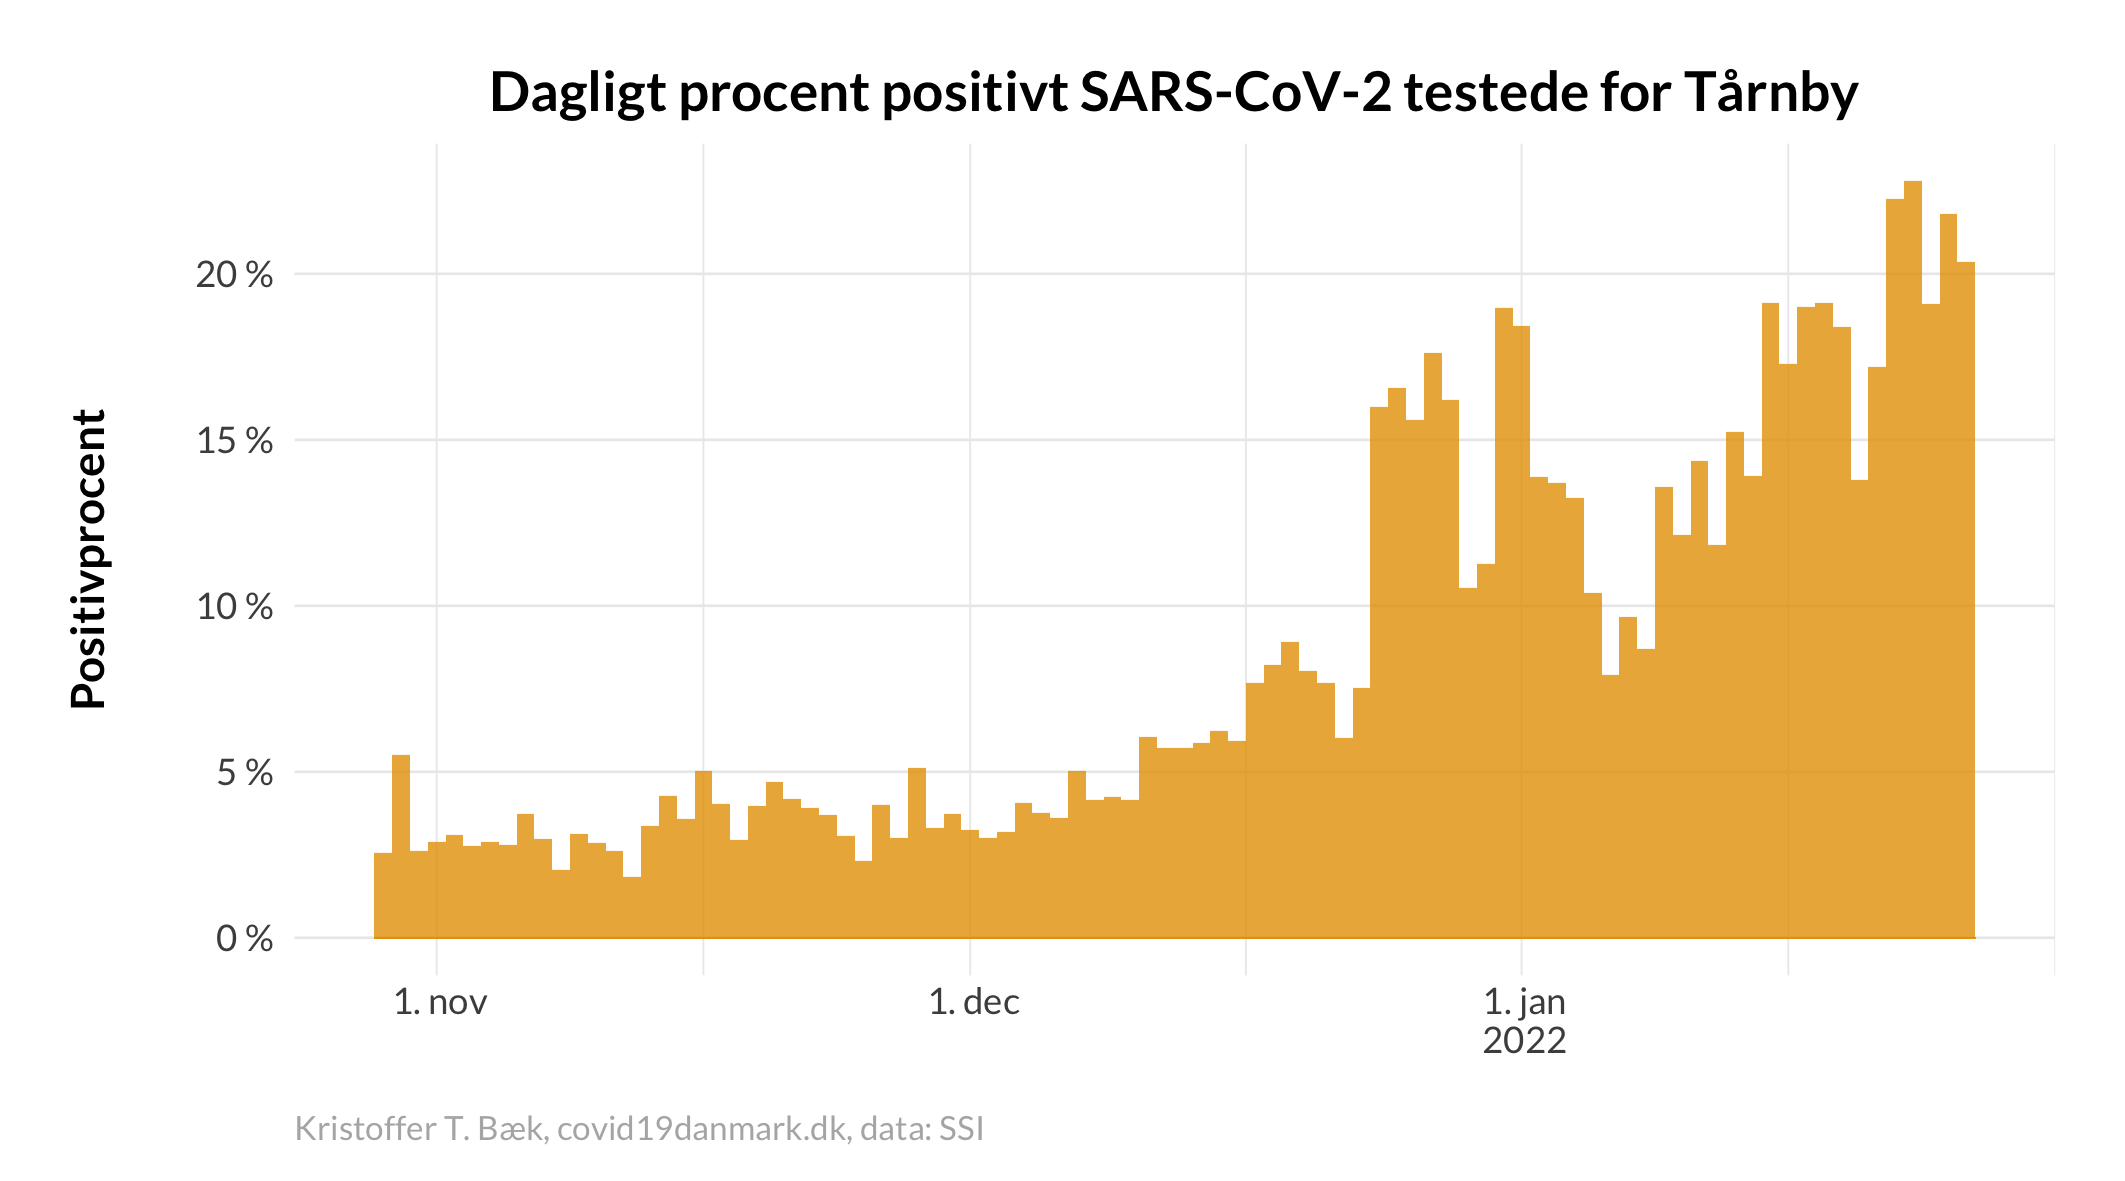 Dagligt procent positivt SARS-CoV-2 testede for Tårnby
Positivprocent
20 %
15 %
10 %
5 %
0 %
1. nov
1. dec
1. jan
2022
Kristoffer T. Bæk, covid19danmark.dk, data: SSI